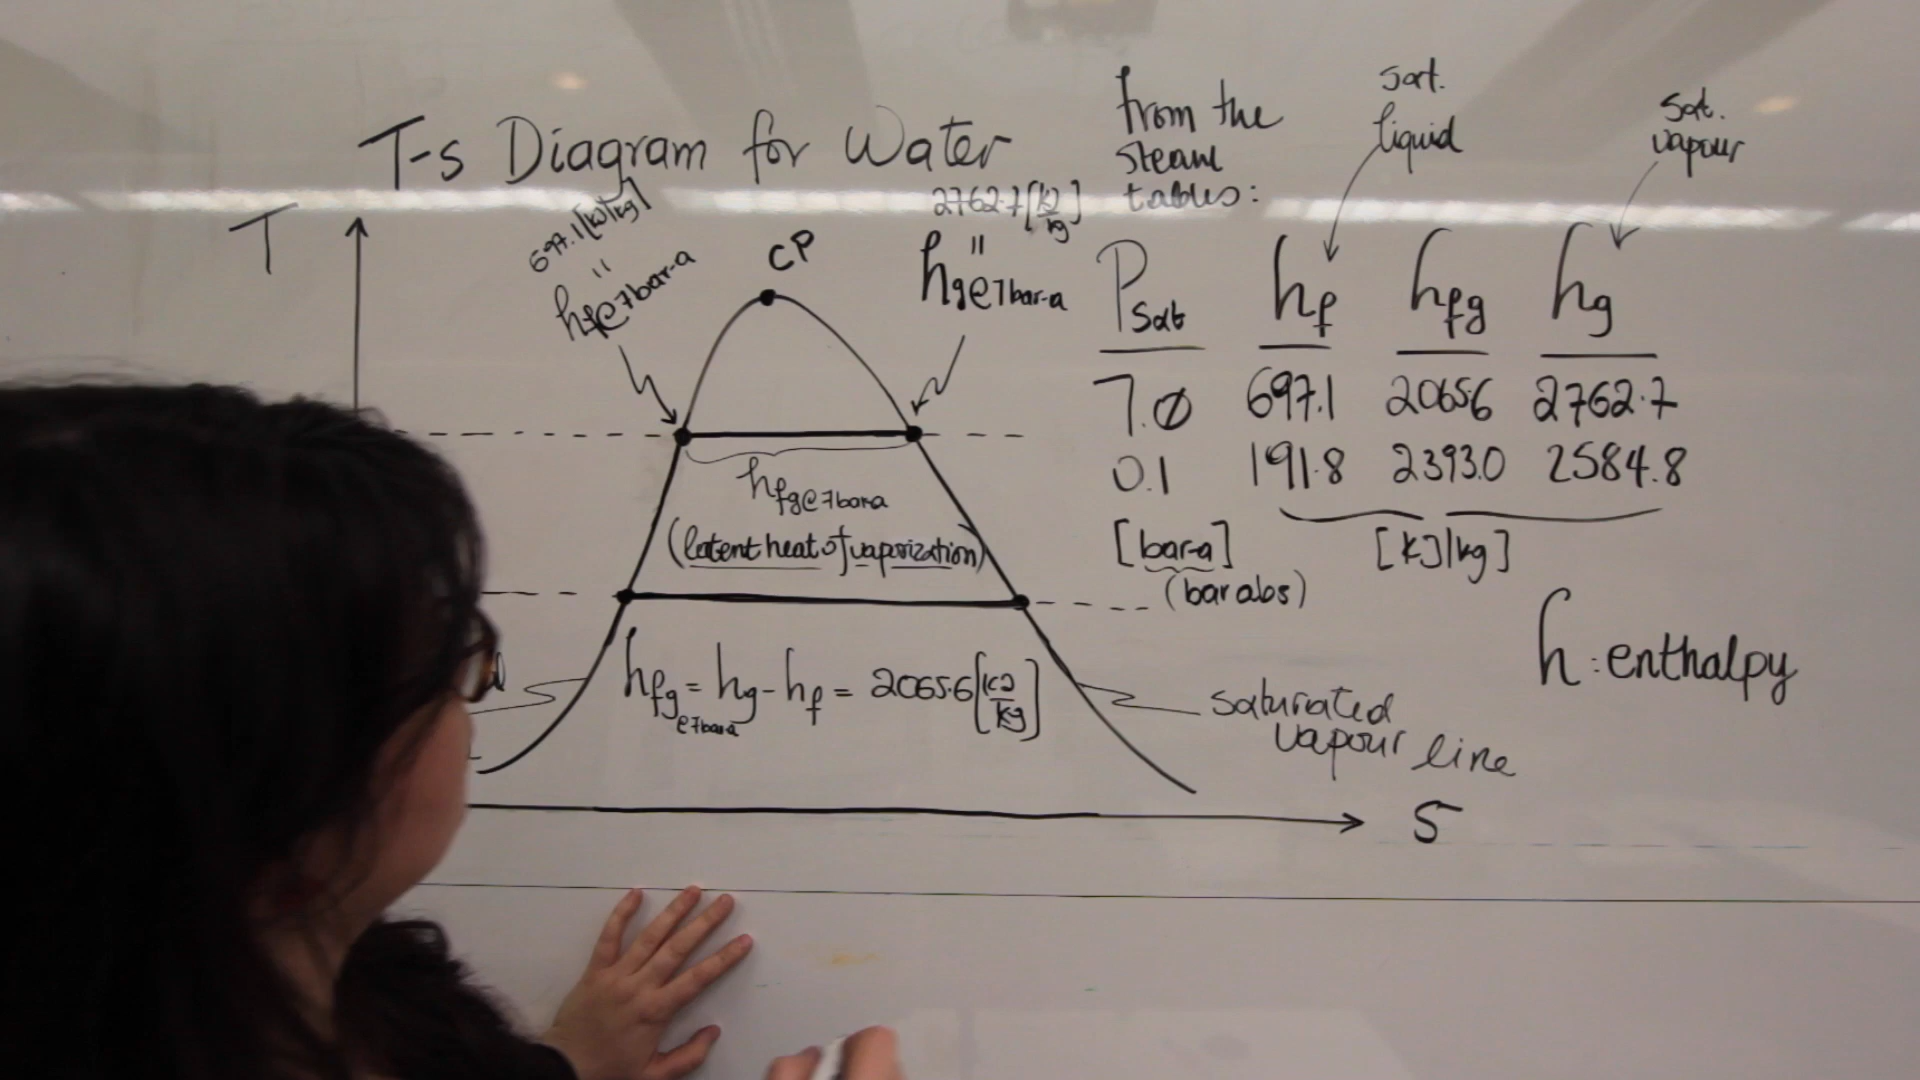 T-s Diagram for Water
T
697.1 [kJ/kg]
=
hf@7bar-a
CP
2762.7 [kJ/kg]
=
hg@7bar-a
hfg@7bara
(latent heat of vaporization)
hfg@7bara = hg - hf = 2065.6 [kJ/kg]
saturated
vapour line
s
from the
steam
tables:
sat.
liquid
sat.
vapour
Psat hf hfg hg
7.0 697.1 2065.6 2762.7
0.1 191.8 2393.0 2584.8
[bar-a] [kJ/kg]
(bar abs)
h: enthalpy